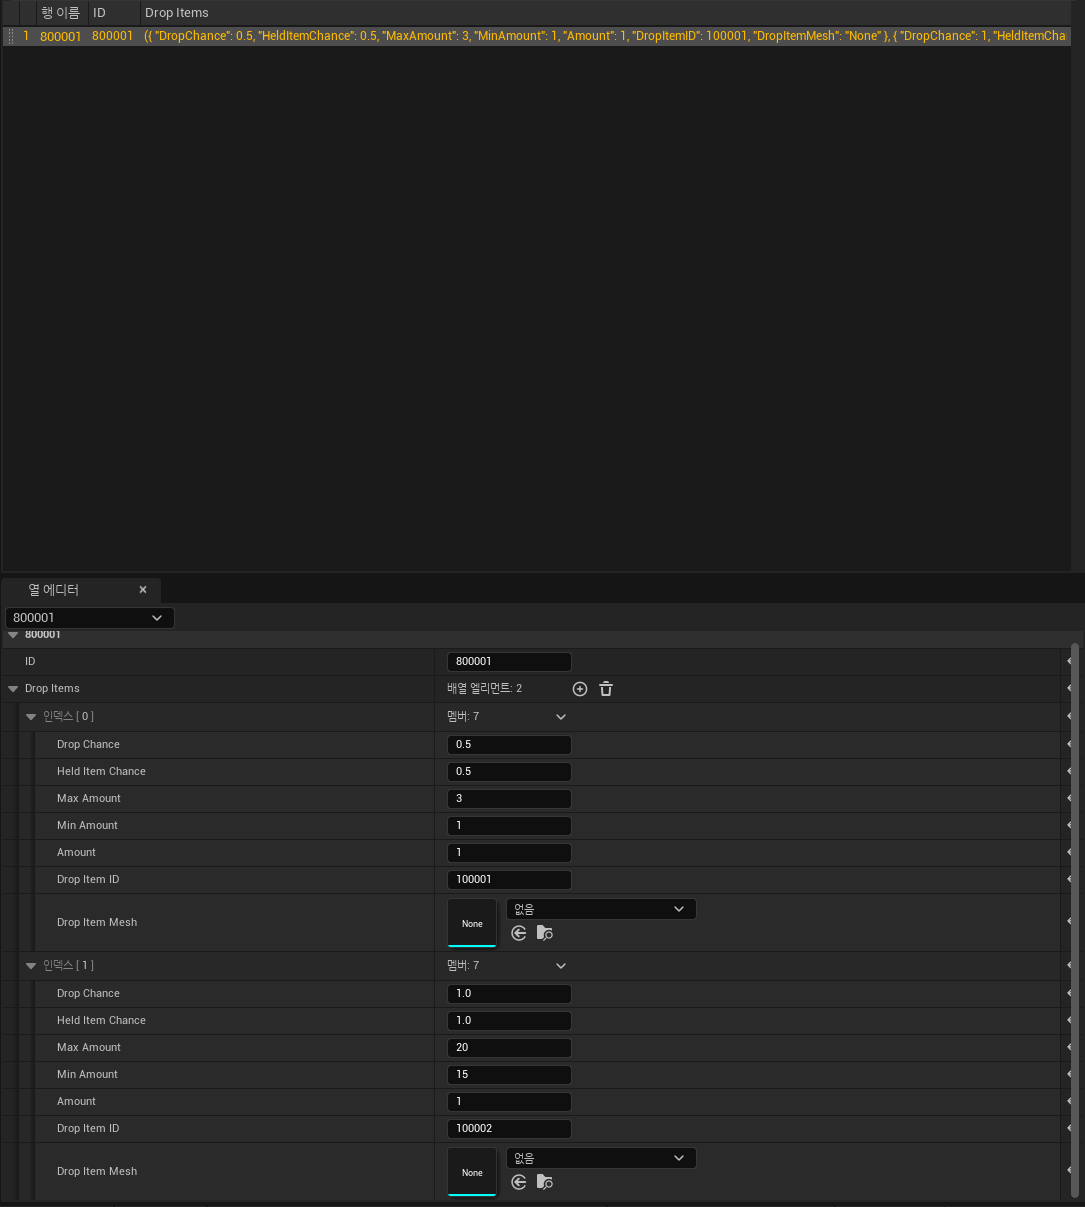 행 이름 ID Drop Items
1 800001 800001 ({ "DropChance": 0.5, "HeldItemChance": 0.5, "MaxAmount": 3, "MinAmount": 1, "Amount": 1, "DropItemID": 100001, "DropItemMesh": "None" }, { "DropChance": 1, "HeldItemCha
열 에디터
800001
800001
ID 800001
Drop Items 배열 엘리먼트: 2
인덱스 [ 0 ] 멤버: 7
Drop Chance 0.5
Held Item Chance 0.5
Max Amount 3
Min Amount 1
Amount 1
Drop Item ID 100001
Drop Item Mesh None 없음
인덱스 [ 1 ] 멤버: 7
Drop Chance 1.0
Held Item Chance 1.0
Max Amount 20
Min Amount 15
Amount 1
Drop Item ID 100002
Drop Item Mesh None 없음